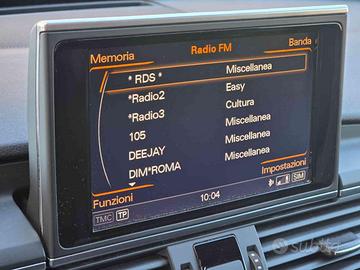 Memoria
Radio FM
Banda
* RDS * Miscellanea
*Radio2 Easy
*Radio3 Cultura
105 Miscellanea
DEEJAY Miscellanea
DIM*ROMA
Impostazioni
Funzioni
TMC TP
10:04
SIM
subito